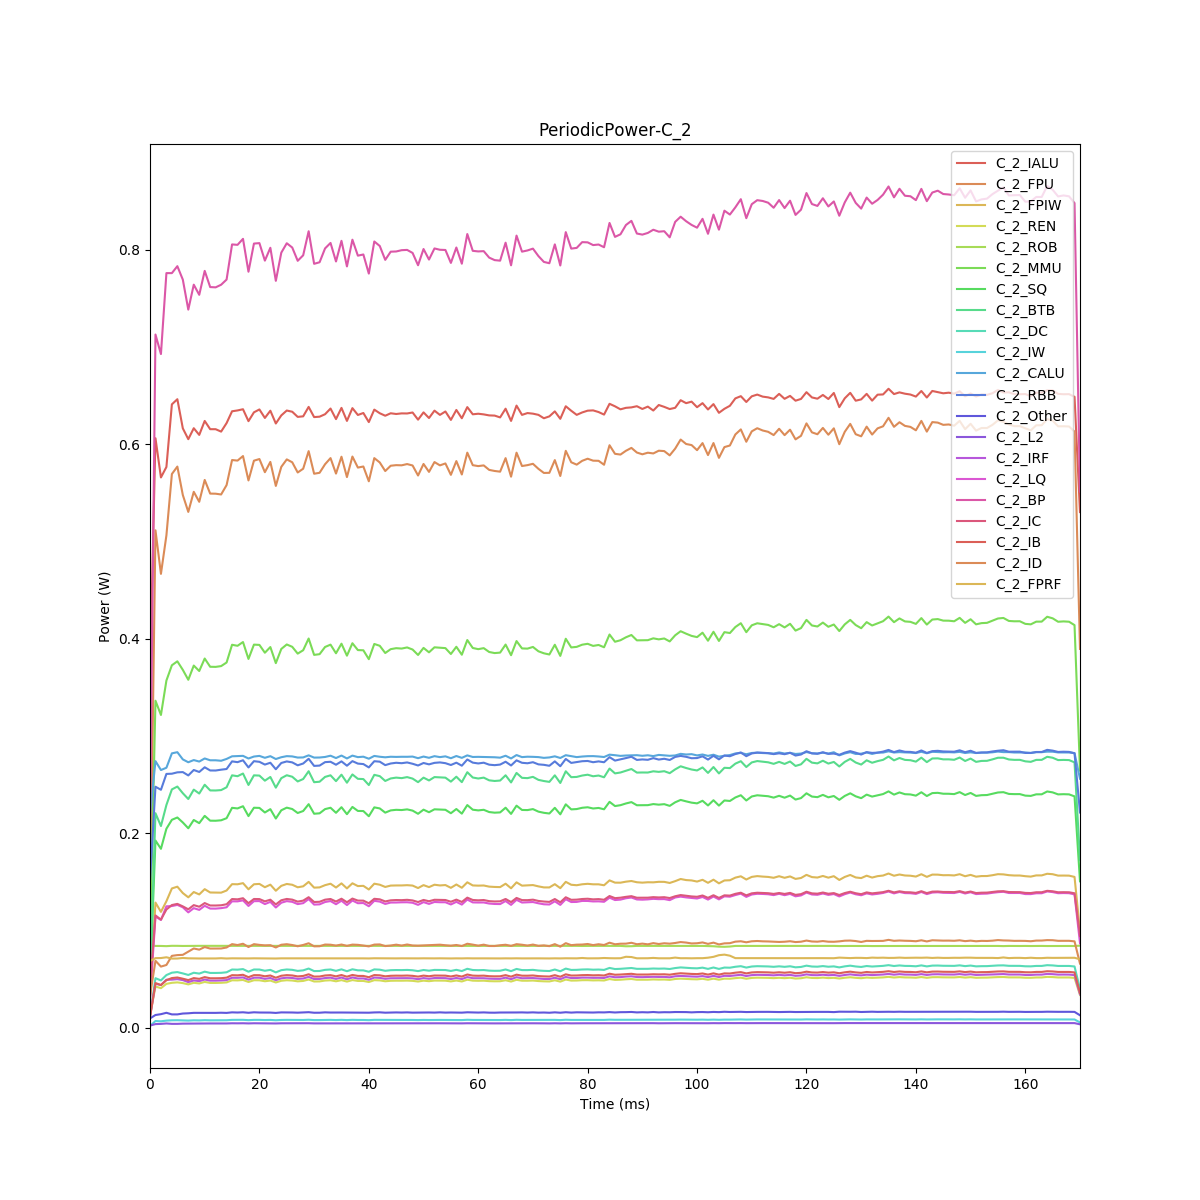 PeriodicPower-C_2
C_2_IALU
C_2_FPU
C_2_FPIW
C_2_REN
C_2_ROB
C_2_MMU
C_2_SQ
C_2_BTB
C_2_DC
C_2_IW
C_2_CALU
C_2_RBB
C_2_Other
C_2_L2
C_2_IRF
C_2_LQ
C_2_BP
C_2_IC
C_2_IB
C_2_ID
C_2_FPRF
0.8
0.6
0.4
0.2
0.0
Power (W)
0 20 40 60 80 100 120 140 160
Time (ms)